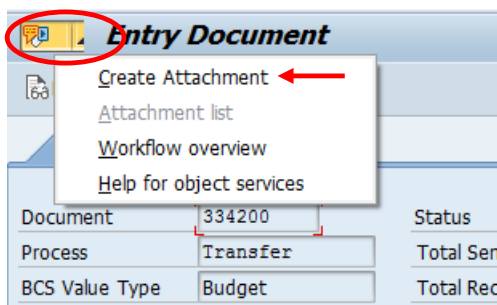 Entry Document
Create Attachment
Attachment list
Workflow overview
Help for object services
Document 334200 Status
Process Transfer Total Sen
BCS Value Type Budget Total Rec